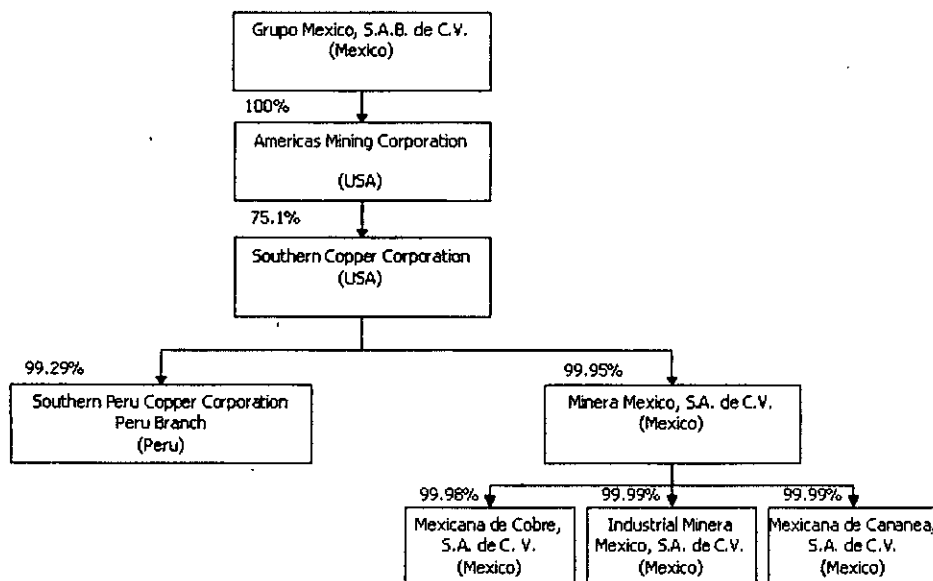 Grupo Mexico, S.A.B. de C.V.
(Mexico)
100%
Americas Mining Corporation
(USA)
75.1%
Southern Copper Corporation
(USA)
99.29%
99.95%
Southern Peru Copper Corporation
Peru Branch
(Peru)
Minera Mexico, S.A. de C.V.
(Mexico)
99.98%
99.99%
99.99%
Mexicana de Cobre,
S.A. de C. V.
(Mexico)
Industrial Minera
Mexico, S.A. de C.V.
(Mexico)
Mexicana de Cananea,
S.A. de C.V.
(Mexico)